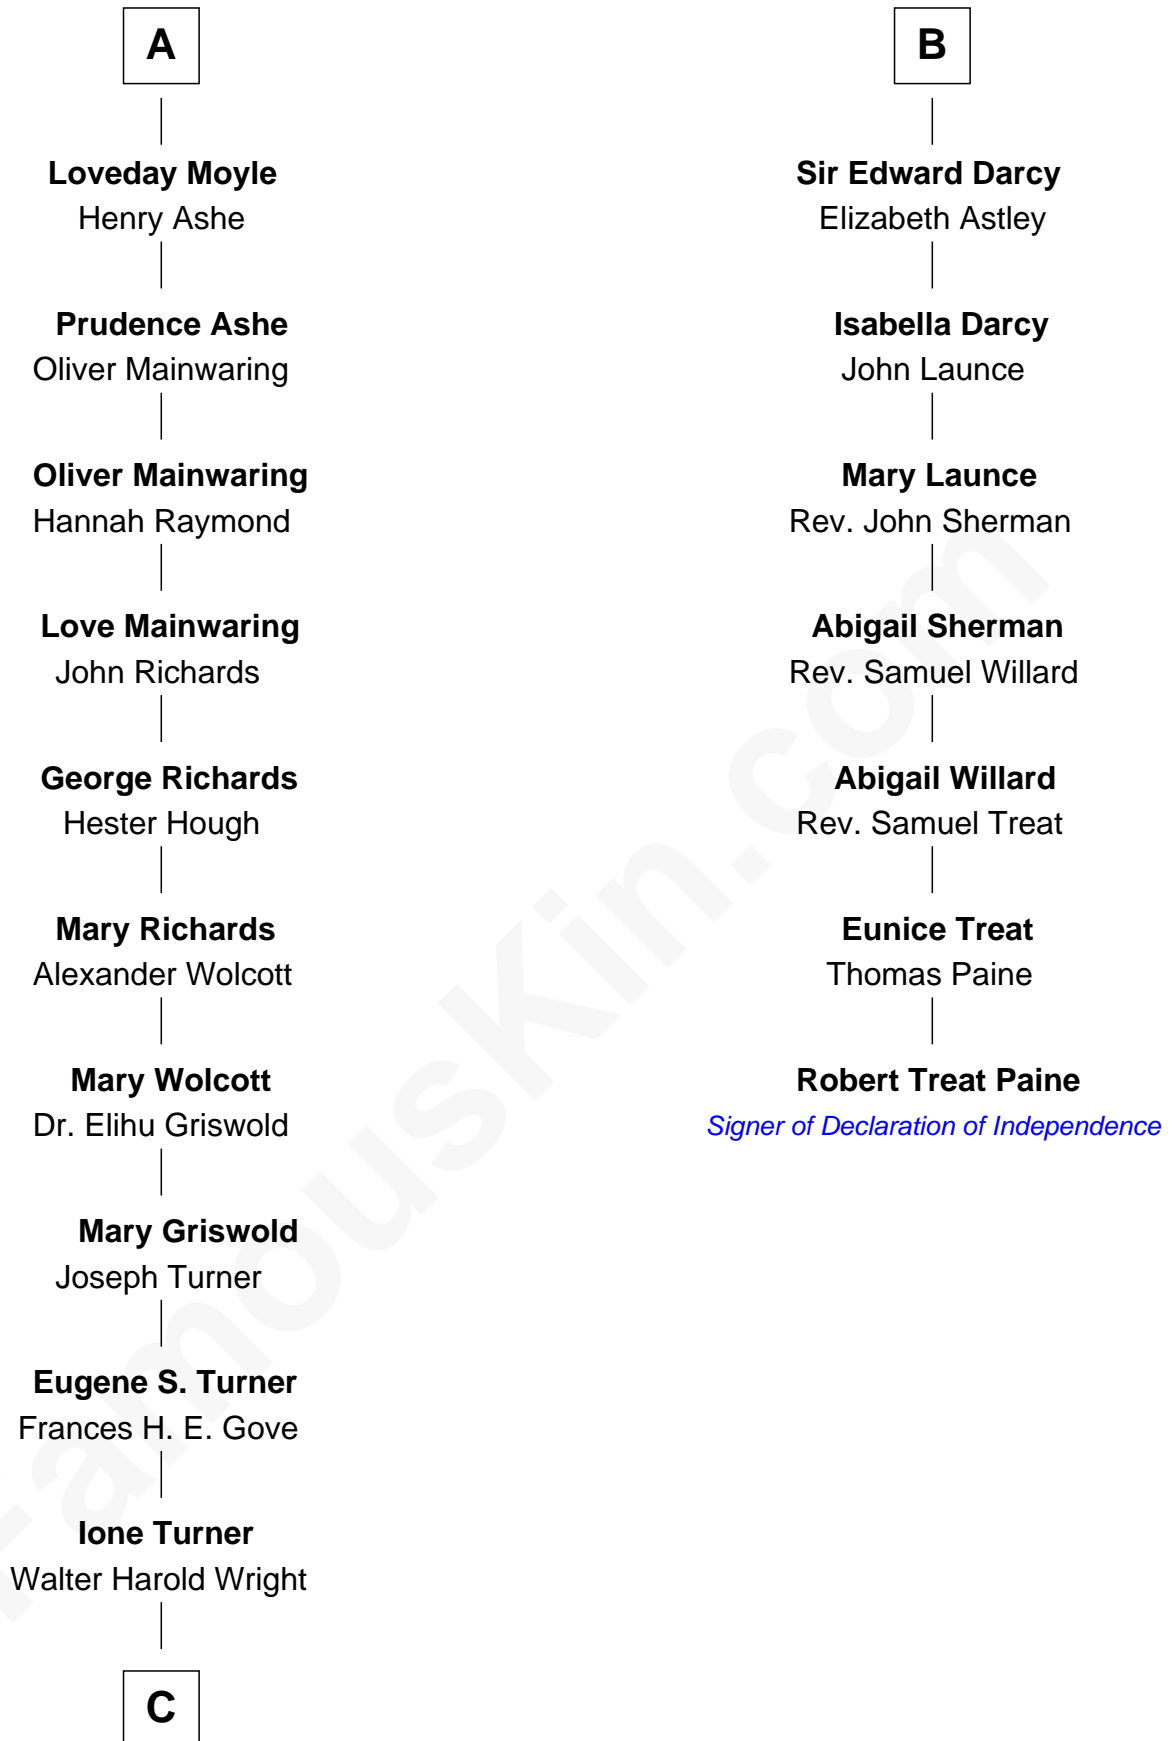 A
Loveday Moyle
Henry Ashe
Prudence Ashe
Oliver Mainwaring
Oliver Mainwaring
Hannah Raymond
Love Mainwaring
John Richards
George Richards
Hester Hough
Mary Richards
Alexander Wolcott
Mary Wolcott
Dr. Elihu Griswold
Mary Griswold
Joseph Turner
Eugene S. Turner
Frances H. E. Gove
Ione Turner
Walter Harold Wright
C
B
Sir Edward Darcy
Elizabeth Astley
Isabella Darcy
John Launce
Mary Launce
Rev. John Sherman
Abigail Sherman
Rev. Samuel Willard
Abigail Willard
Rev. Samuel Treat
Eunice Treat
Thomas Paine
Robert Treat Paine
Signer of Declaration of Independence
FamousKin.com